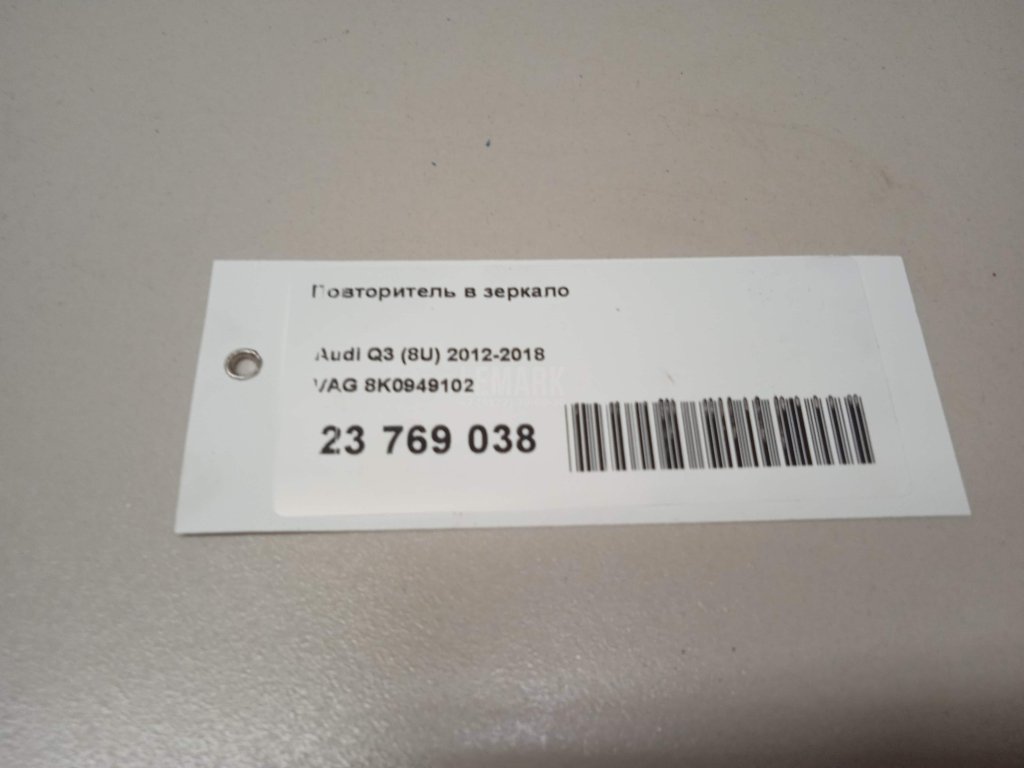 Повторитель в зеркало
Audi Q3 (8U) 2012-2018
VAG 8K0949102
23 769 038